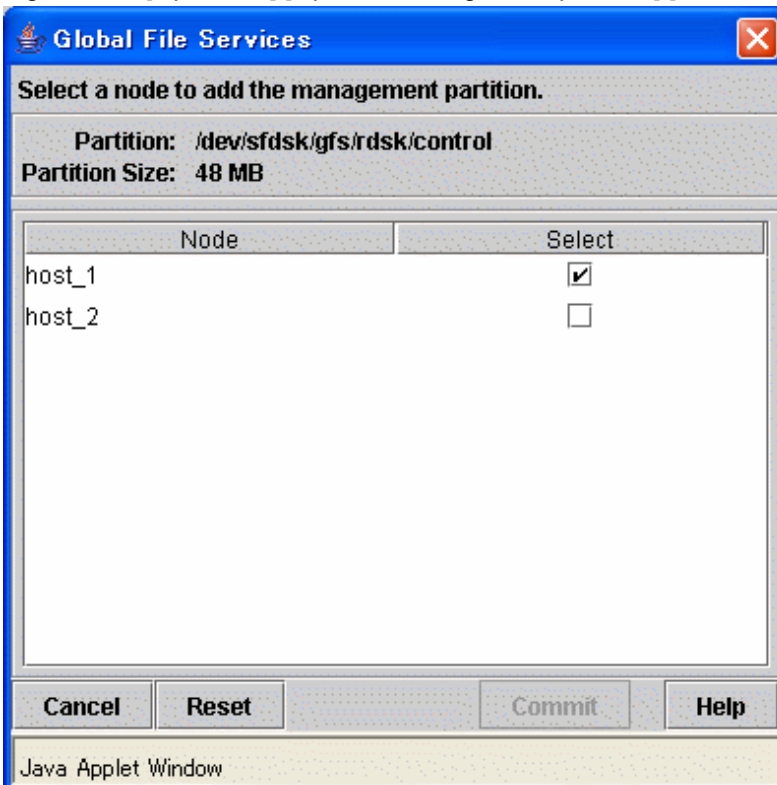 Global File Services
Select a node to add the management partition.
Partition: /dev/sfdsk/gfs/rdsk/control
Partition Size: 48 MB
Node Select
host_1
host_2
Cancel Reset Commit Help
Java Applet Window